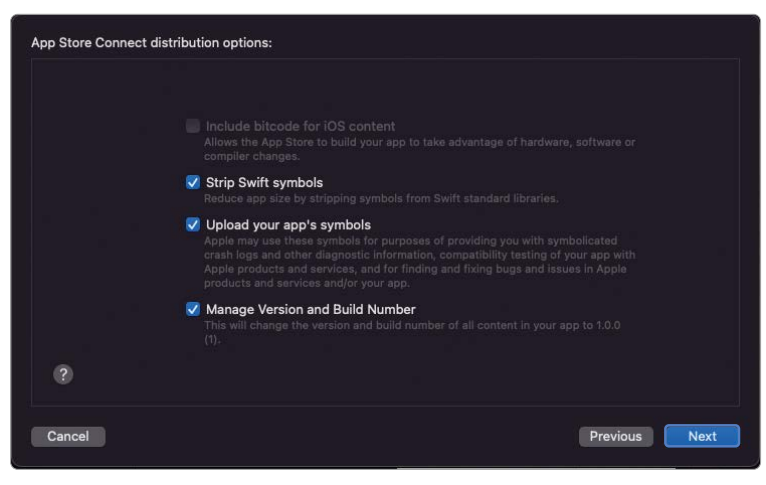 App Store Connect distribution options:
Include bitcode for iOS content
Allows the App Store to build your app to take advantage of hardware, software or
compiler changes.
Strip Swift symbols
Reduce app size by stripping symbols from Swift standard libraries.
Upload your app's symbols
Apple may use these symbols for purposes of providing you with symbolicated
crash logs and other diagnostic information, compatibility testing of your app with
Apple products and services, and for finding and fixing bugs and issues in Apple
products and services and/or your app.
Manage Version and Build Number
This will change the version and build number of all content in your app to 1.0.0
(1).
?
Cancel
Previous
Next